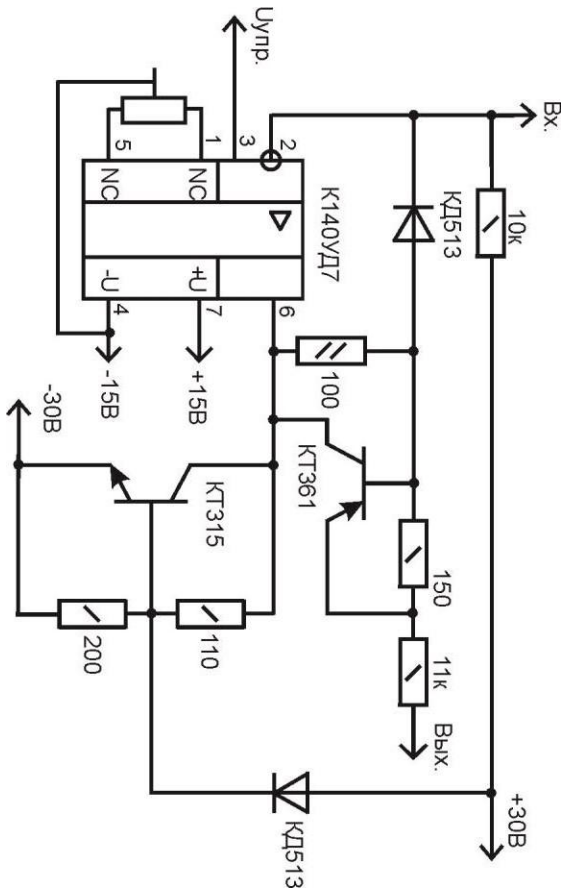 Вх.
10к
+30В
КД513
Uупр.
2
3
1
5
NC
NC
К140УД7
+U
-U
6
7
4
+15В
-15В
-30В
100
КТ361
150
11к
Вых.
КТ315
110
200
КД513